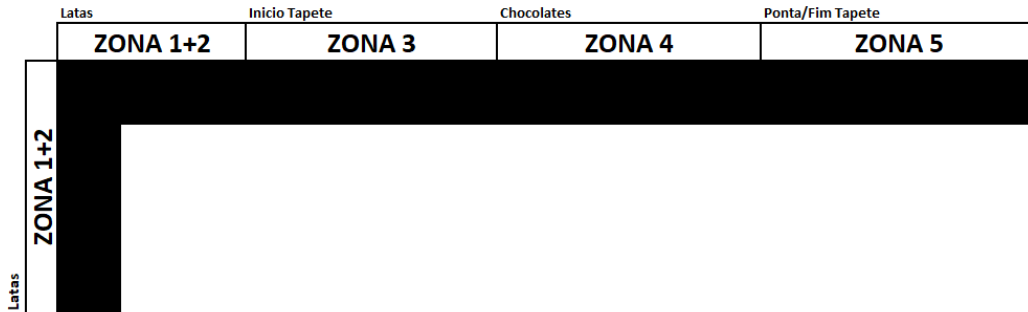 Latas
Inicio Tapete
Chocolates
Ponta/Fim Tapete
ZONA 1+2
ZONA 3
ZONA 4
ZONA 5
ZONA 1+2
Latas